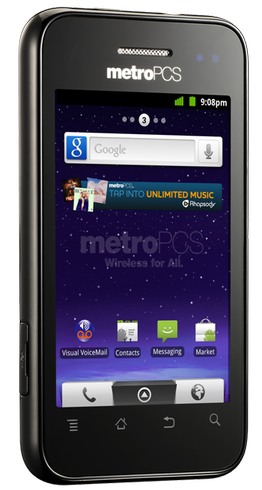 metroPCS.
9:08pm
3
g Google
metroPCS.
TAP INTO UNLIMITED MUSIC
Rhapsody
metroPCS.
Wireless for All.
Visual VoiceMail Contacts Messaging Market